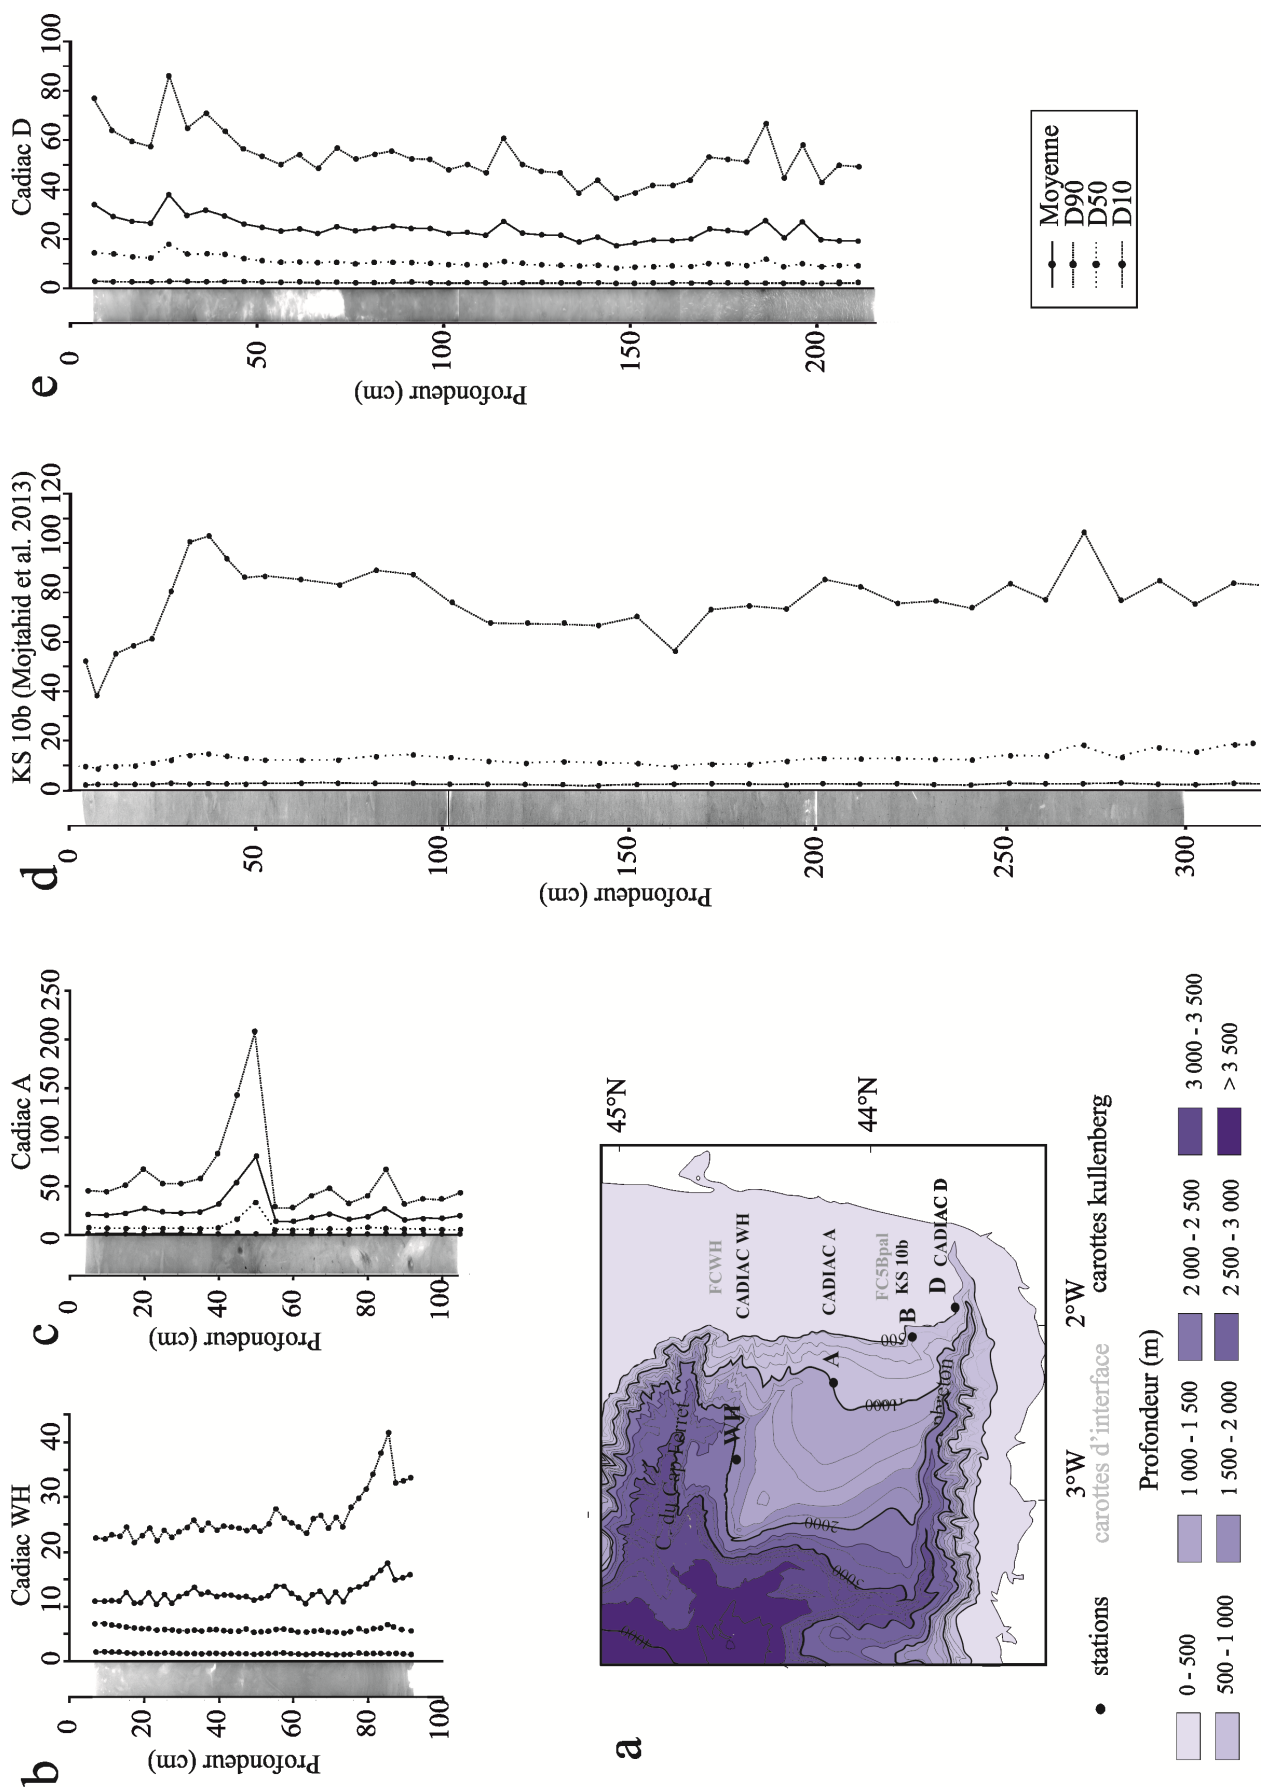 b
Cadiac WH
0 10 20 30 40
Profondeur (cm)
0
20
40
60
80
100
c
Cadiac A
0 50 100 150 200 250
Profondeur (cm)
0
20
40
60
80
100
d
KS 10b (Mojtahid et al. 2013)
0 20 40 60 80 100 120
Profondeur (cm)
0
50
100
150
200
250
300
e
Cadiac D
0 20 40 60 80 100
Profondeur (cm)
0
50
100
150
200
Moyenne
D90
D50
D10
a
45°N
44°N
3°W
2°W
C. du Cap Ferret
WH
A
B
D
500
1000
2000
3000
FCWH
CADIAC WH
CADIAC A
FC5Bpal
KS 10b
CADIAC D
stations
carottes d'interface
carottes kullenberg
Profondeur (m)
0 - 500
1 000 - 1 500
2 000 - 2 500
3 000 - 3 500
500 - 1 000
1 500 - 2 000
2 500 - 3 000
> 3 500